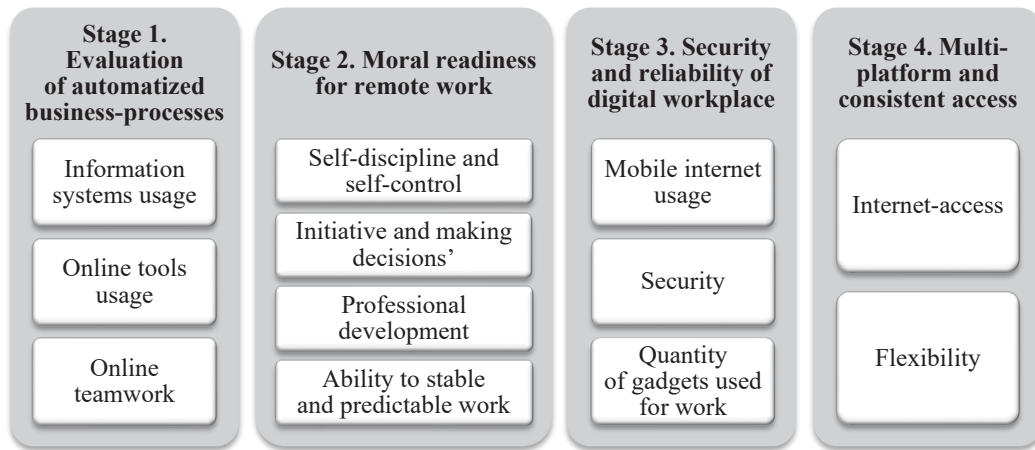 Stage 1.
Evaluation
of automatized
business-processes
Information
systems usage
Online tools
usage
Online
teamwork
Stage 2. Moral readiness
for remote work
Self-discipline and
self-control
Initiative and making
decisions’
Professional
development
Ability to stable
and predictable work
Stage 3. Security
and reliability of
digital workplace
Mobile internet
usage
Security
Quantity
of gadgets used
for work
Stage 4. Multi-
platform and
consistent access
Internet-access
Flexibility